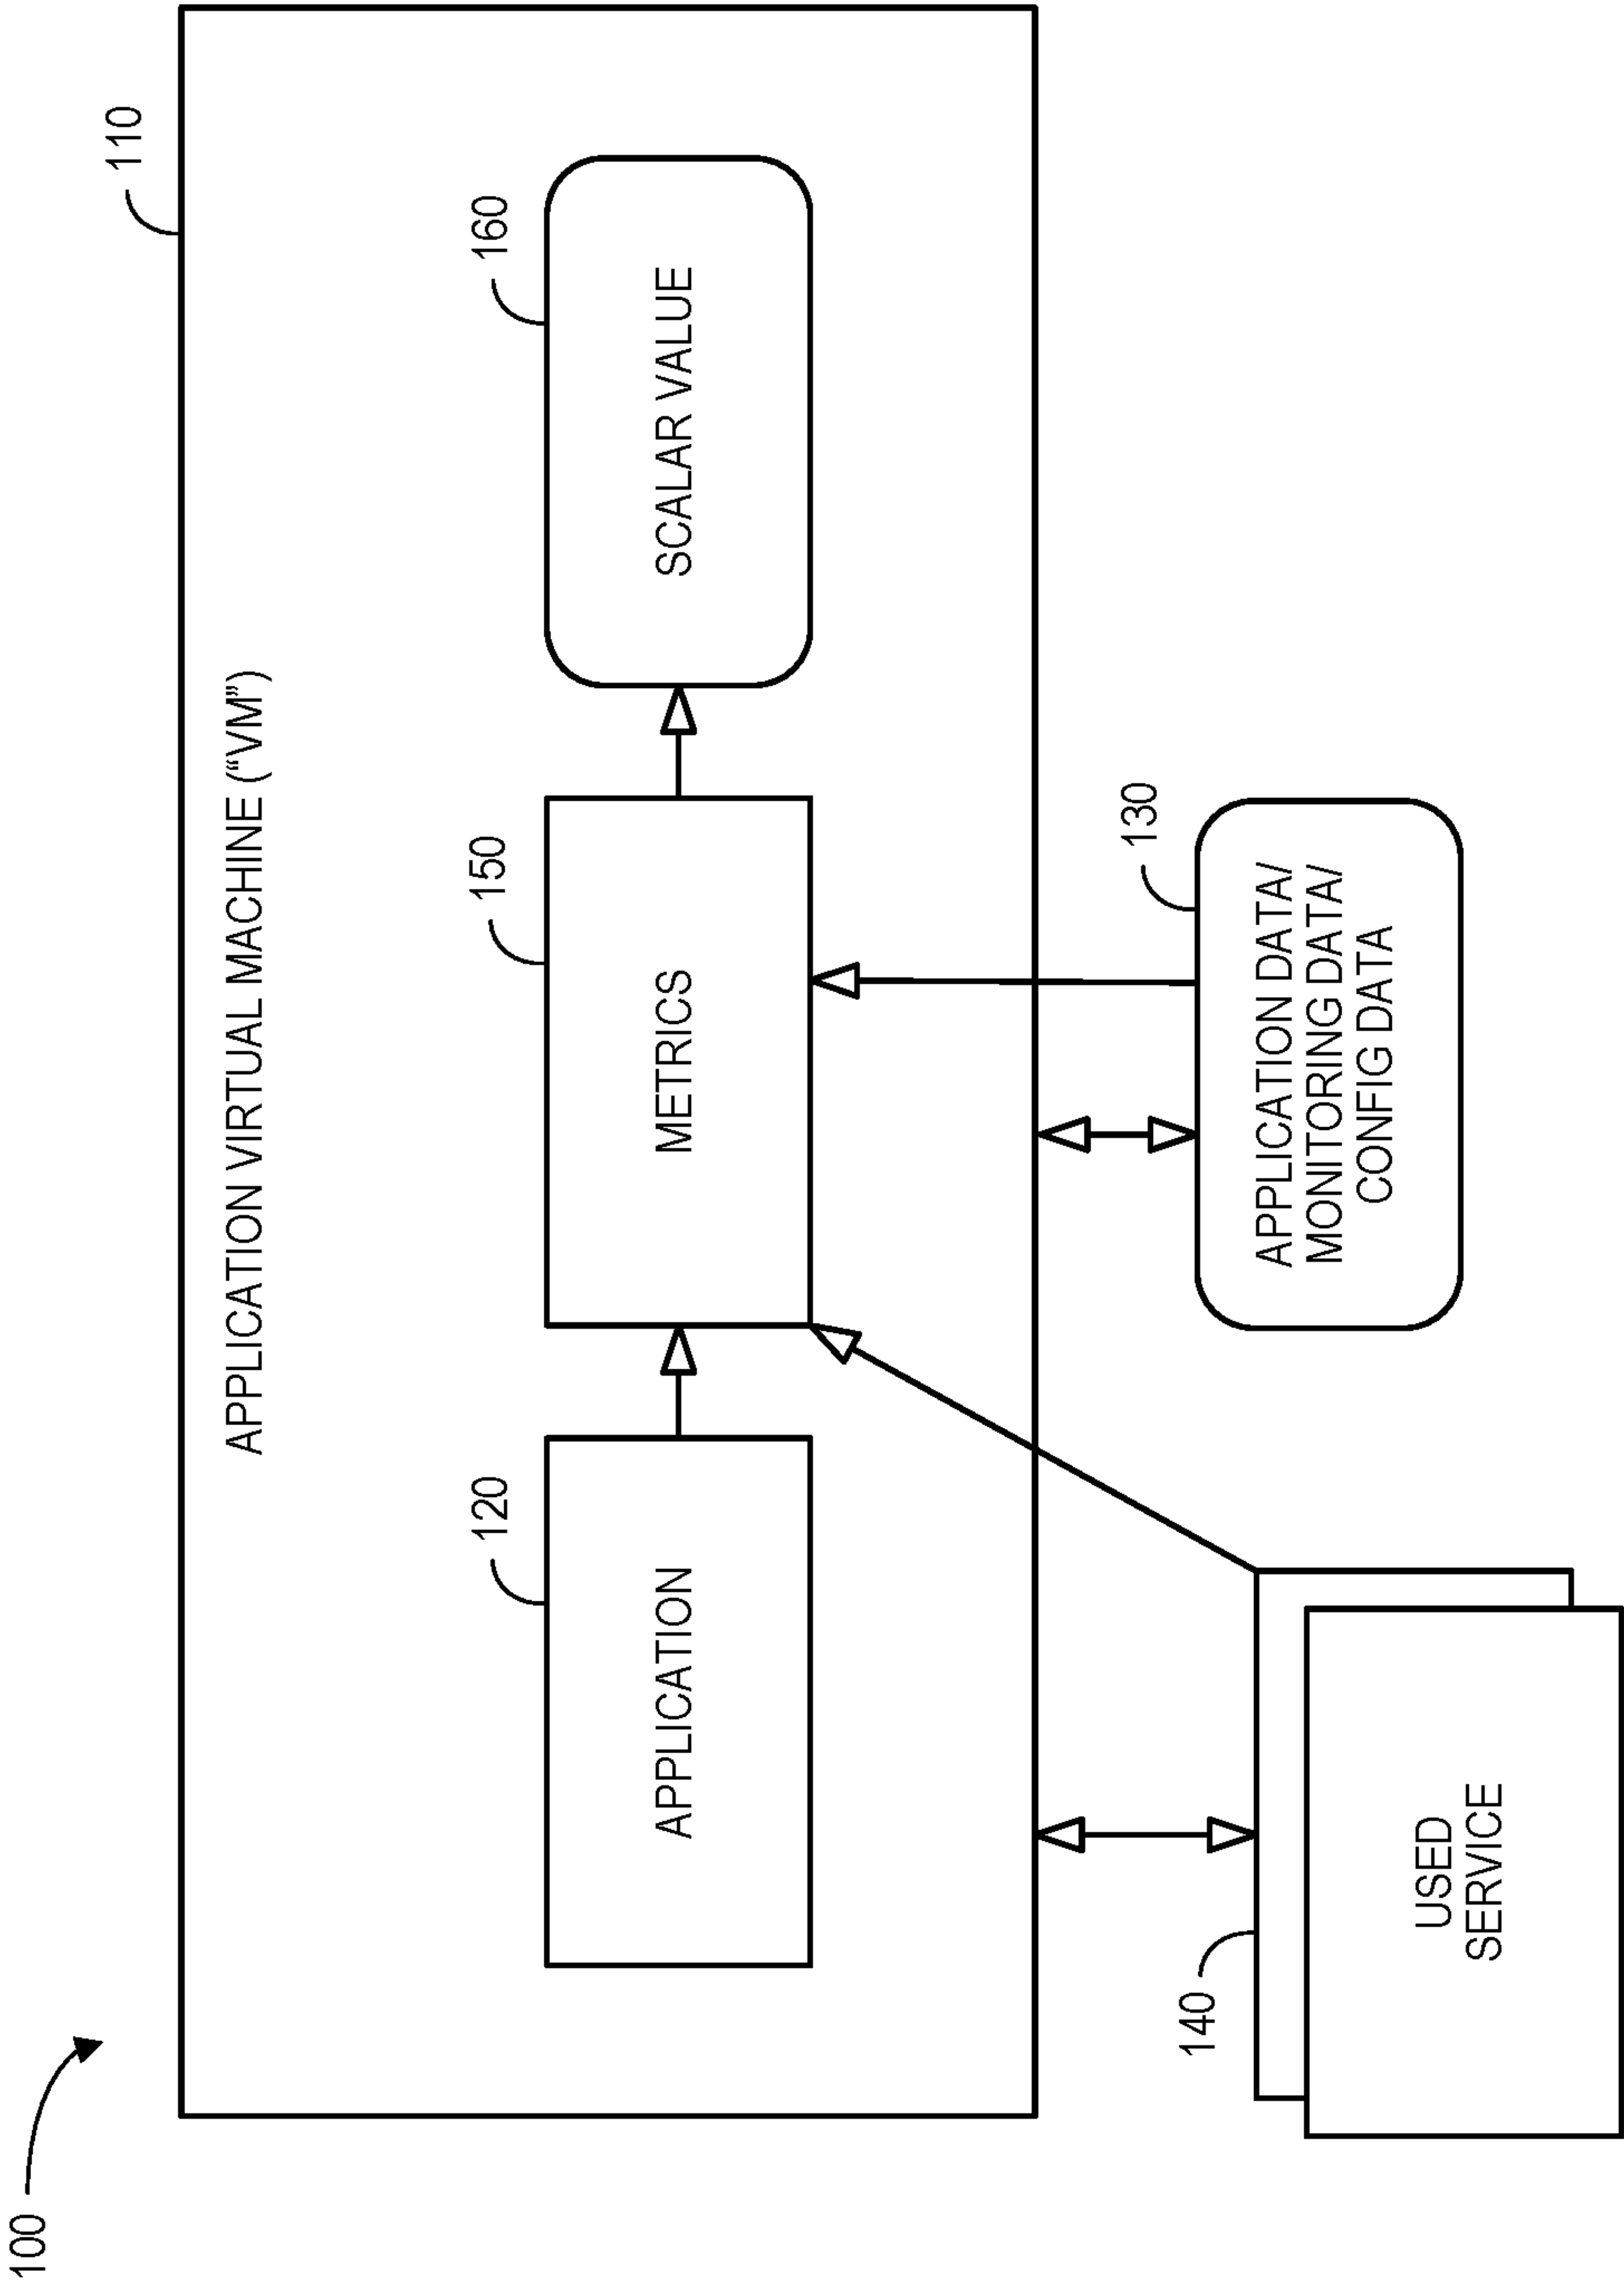 100
110
APPLICATION VIRTUAL MACHINE (“VM”)
120
150
160
APPLICATION
METRICS
SCALAR VALUE
140
130
USED
SERVICE
APPLICATION DATA/
MONITORING DATA/
CONFIG DATA